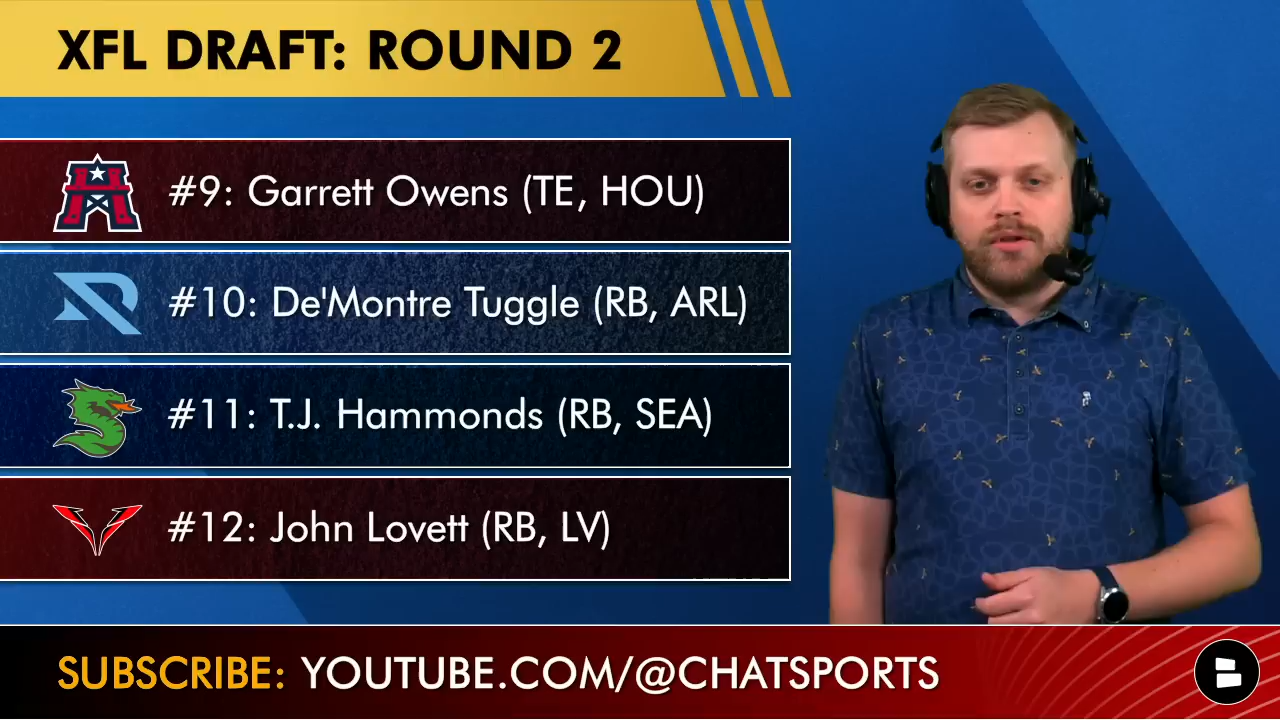 XFL DRAFT: ROUND 2
#9: Garrett Owens (TE, HOU)
#10: De'Montre Tuggle (RB, ARL)
#11: T.J. Hammonds (RB, SEA)
#12: John Lovett (RB, LV)
SUBSCRIBE: YOUTUBE.COM/@CHATSPORTS